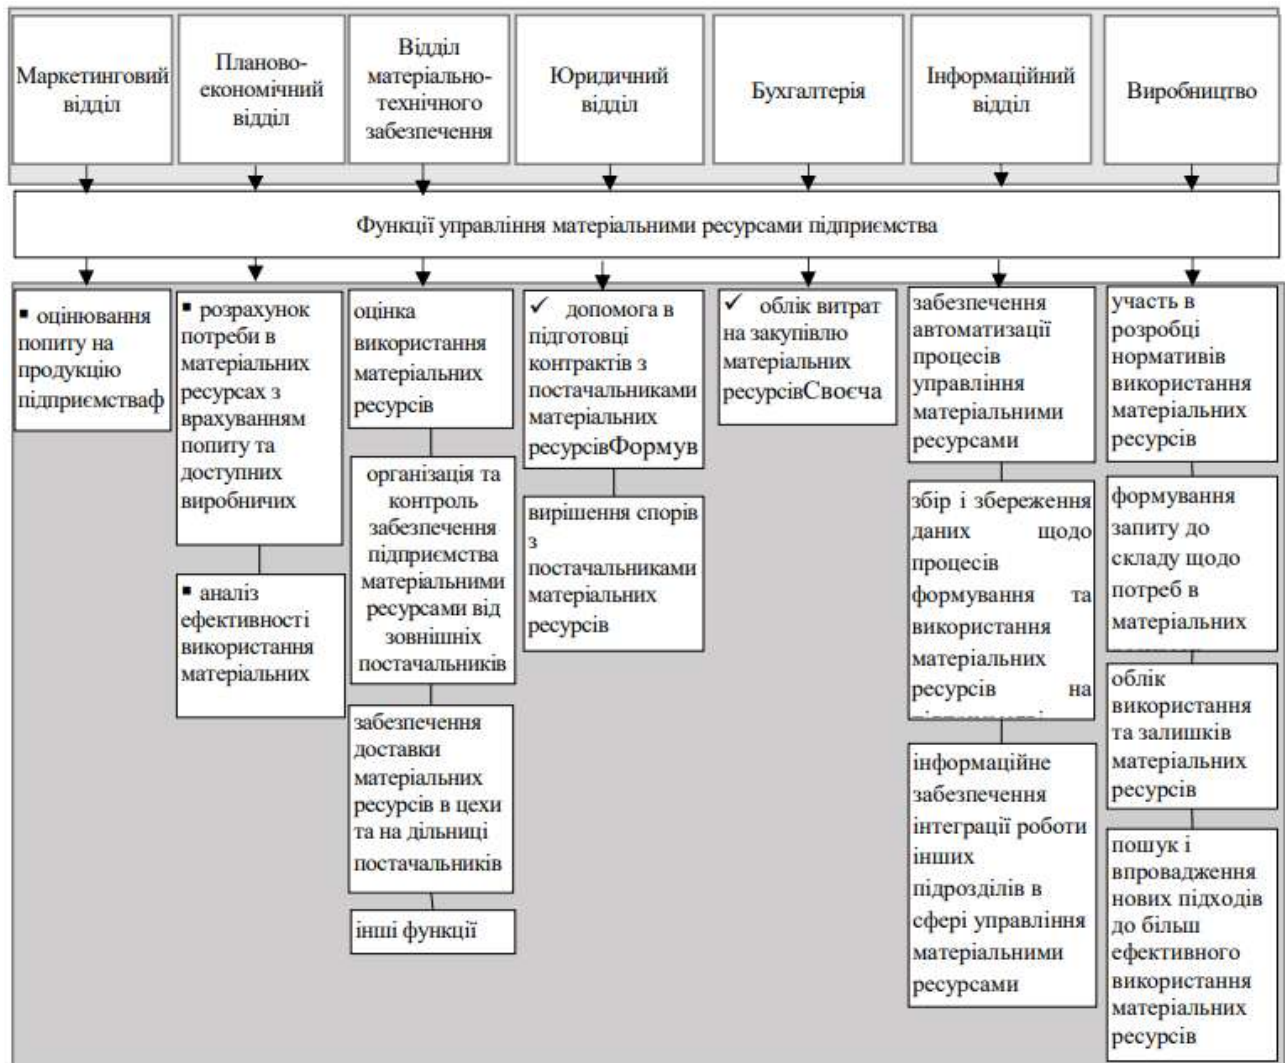 Маркетинговий
відділ
Планово-
економічний
відділ
Відділ
матеріально-
технічного
забезпечення
Юридичний
відділ
Бухгалтерія
Інформаційний
відділ
Виробництво
Функції управління матеріальними ресурсами підприємства
▪ оцінювання
попиту на
продукцію
підприємстваф
▪ розрахунок
потреби в
матеріальних
ресурсах з
врахуванням
попиту та
доступних
виробничих
▪ аналіз
ефективності
використання
матеріальних
оцінка
використання
матеріальних
ресурсів
організація та
контроль
забезпечення
підприємства
матеріальними
ресурсами від
зовнішніх
постачальників
забезпечення
доставки
матеріальних
ресурсів в цехи
та на дільниці
постачальників
інші функції
✓ допомога в
підготовці
контрактів з
постачальниками
матеріальних
ресурсівФормув
вирішення спорів
з
постачальниками
матеріальних
ресурсів
✓ облік витрат
на закупівлю
матеріальних
ресурсівСвоєча
забезпечення
автоматизації
процесів
управління
матеріальними
ресурсами
збір і збереження
даних щодо
процесів
формування та
використання
матеріальних
ресурсів на
інформаційне
забезпечення
інтеграції роботи
інших
підрозділів в
сфері управління
матеріальними
ресурсами
участь в
розробці
нормативів
використання
матеріальних
ресурсів
формування
запиту до
складу щодо
потреб в
матеріальних
облік
використання
та залишків
матеріальних
ресурсів
пошук і
впровадження
нових підходів
до більш
ефективного
використання
матеріальних
ресурсів